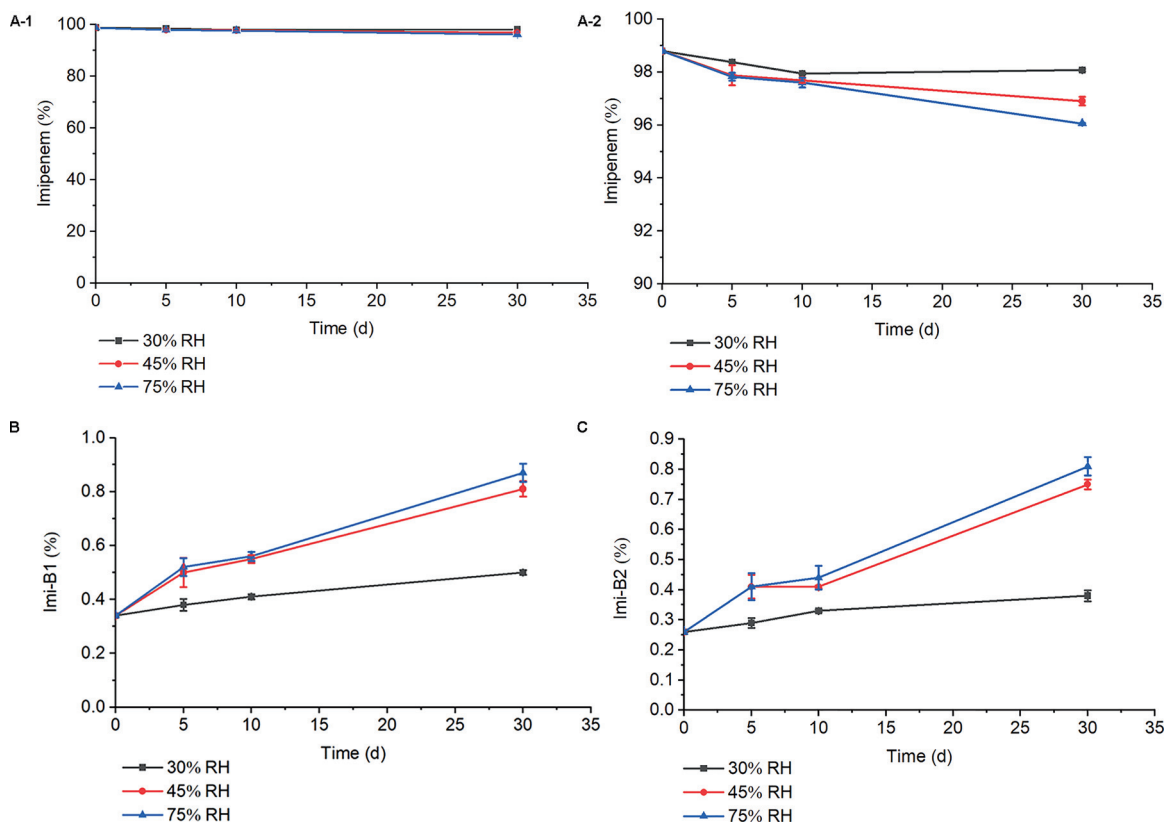 A-1
100
80
60
40
20
0
Imipenem (%)
0 5 10 15 20 25 30 35
Time (d)
30% RH
45% RH
75% RH
A-2
100
98
96
94
92
90
Imipenem (%)
0 5 10 15 20 25 30 35
Time (d)
30% RH
45% RH
75% RH
B
1.0
0.8
0.6
0.4
0.2
0.0
Imi-B1 (%)
0 5 10 15 20 25 30 35
Time (d)
30% RH
45% RH
75% RH
C
0.9
0.8
0.7
0.6
0.5
0.4
0.3
0.2
0.1
0.0
Imi-B2 (%)
0 5 10 15 20 25 30 35
Time (d)
30% RH
45% RH
75% RH